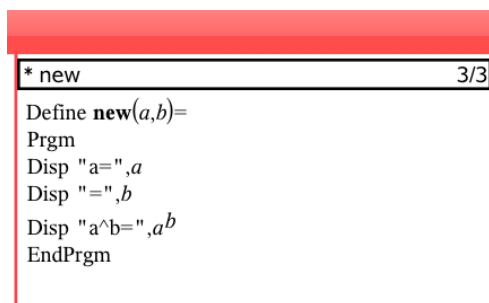 * new 3/3
Define new(a,b)=
Prgm
Disp "a=",a
Disp "=",b
Disp "a^b=",a^b
EndPrgm